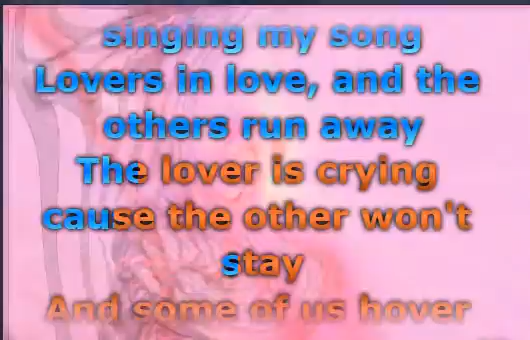 singing my song
Lovers in love, and the
others run away
The lover is crying
cause the other won't
stay
And some of us hover